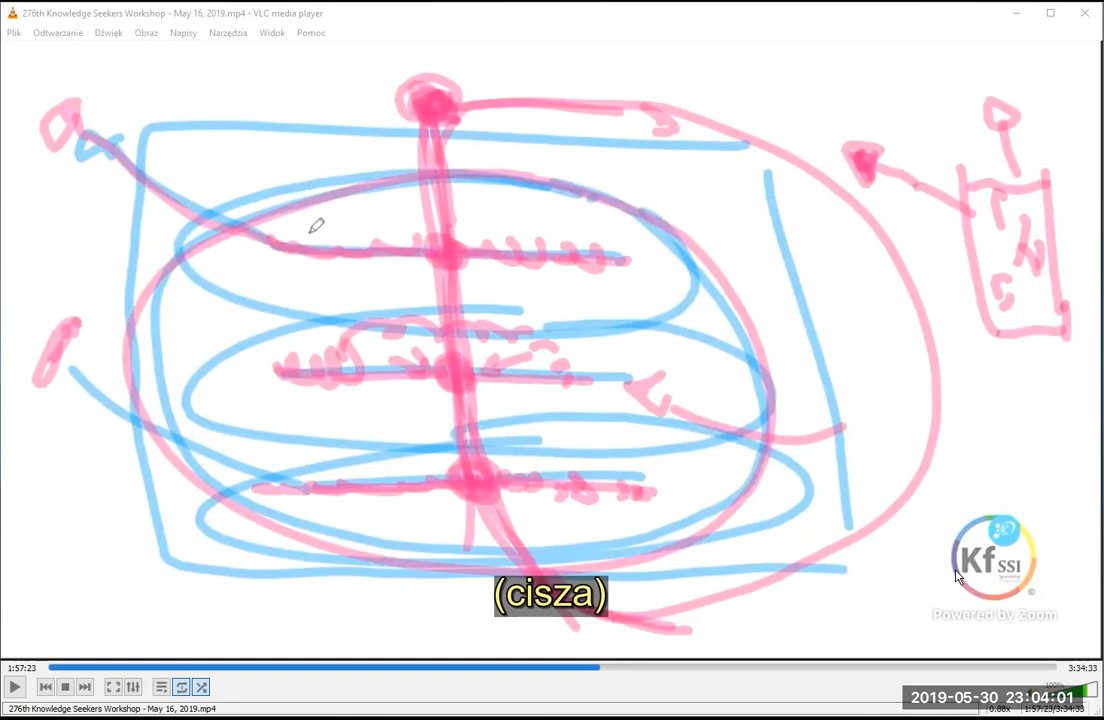 276th Knowledge Seekers Workshop - May 16, 2019.mp4 - VLC media player
Plik Odtwarzanie Dźwięk Obraz Napisy Narzędzia Widok Pomoc
Kf SSI
Powered by Zoom
(cisza)
1:57:23
3:34:33
100%
2019-05-30 23:04:01
276th Knowledge Seekers Workshop - May 16, 2019.mp4
0.88x
1:57:23/3:34:33